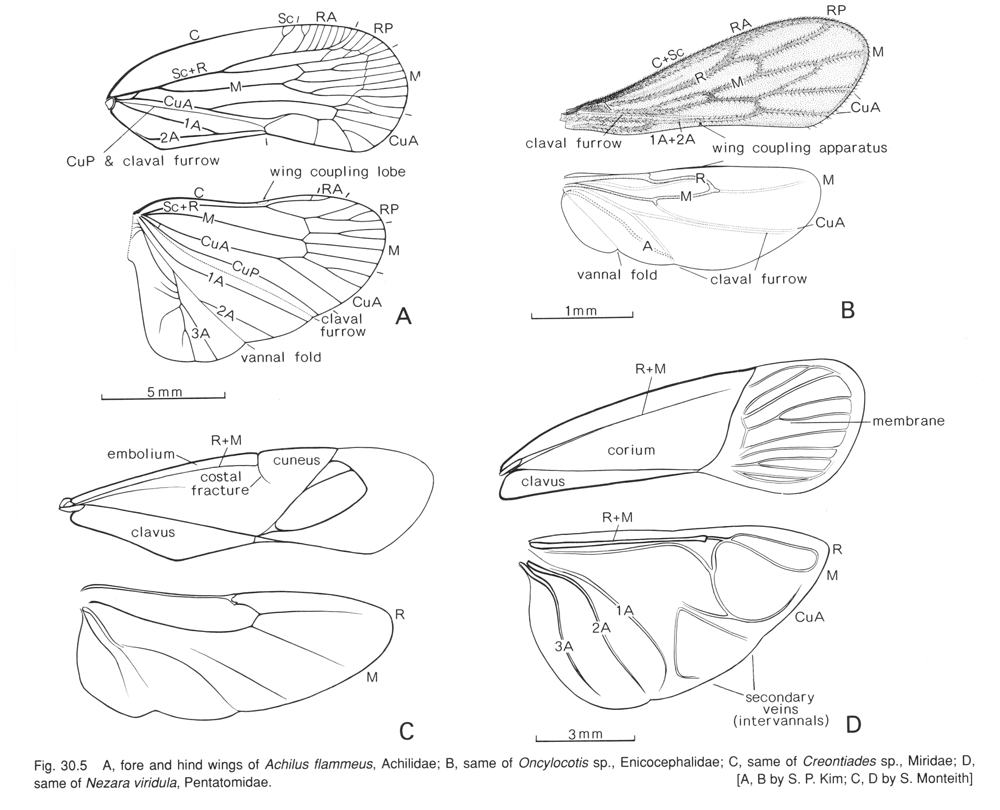 Sc
RA
RP
C
Sc+R
M
M
CuA
1A
2A
CuA
CuP & claval furrow
wing coupling lobe
C
RA
Sc+R
RP
M
M
CuA
CuP
1A
CuA
2A
claval
furrow
3A
vannal fold
A
5mm
RP
RA
C+Sc
M
R
M
CuA
claval furrow
1A+2A
wing coupling apparatus
R
M
M
CuA
A
vannal fold
claval furrow
1mm
B
R+M
embolium
cuneus
costal
fracture
clavus
R
M
C
R+M
membrane
corium
clavus
R+M
R
M
1A
CuA
2A
3A
secondary
veins
(intervannals)
D
3mm
Fig. 30.5 A, fore and hind wings of Achilus flammeus, Achilidae; B, same of Oncylocotis sp., Enicocephalidae; C, same of Creontiades sp., Miridae; D,
same of Nezara viridula, Pentatomidae.
[A, B by S. P. Kim; C, D by S. Monteith]